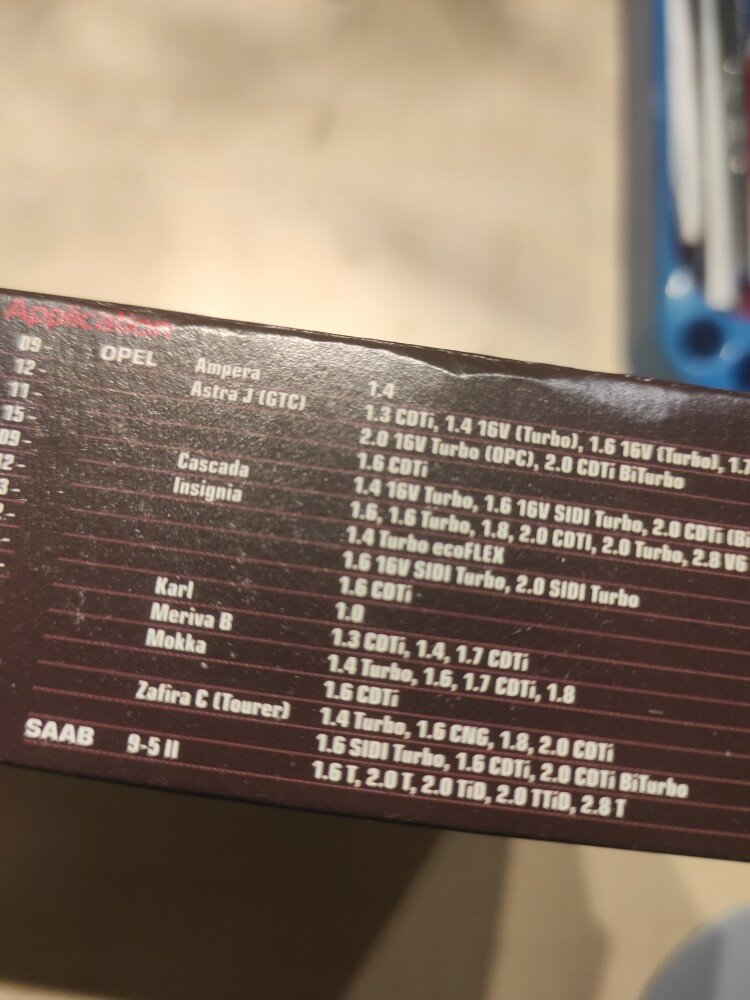 Application
09- OPEL Ampera 1.4
12- Astra J (GTC) 1.3 CDTi, 1.4 16V (Turbo), 1.6 16V (Turbo), 1.7
11- 2.0 16V Turbo (OPC), 2.0 CDTi BiTurbo
15- 1.6 CDTi
09- Cascada 1.4 16V Turbo, 1.6 16V SIDI Turbo, 2.0 CDTi (Bi
12- Insignia 1.6, 1.6 Turbo, 1.8, 2.0 CDTI, 2.0 Turbo, 2.8 V6
3- 1.4 Turbo ecoFLEX
1.6 16V SIDI Turbo, 2.0 SIDI Turbo
1.6 CDTi
Karl 1.0
Meriva B 1.3 CDTi, 1.4, 1.7 CDTi
Mokka 1.4 Turbo, 1.6, 1.7 CDTi, 1.8
1.6 CDTi
Zafira C (Tourer) 1.4 Turbo, 1.6 CNG, 1.8, 2.0 CDTi
1.6 SIDI Turbo, 1.6 CDTi, 2.0 CDTi BiTurbo
SAAB 9-5 II 1.6 T, 2.0 T, 2.0 TiD, 2.0 TTiD, 2.8 T